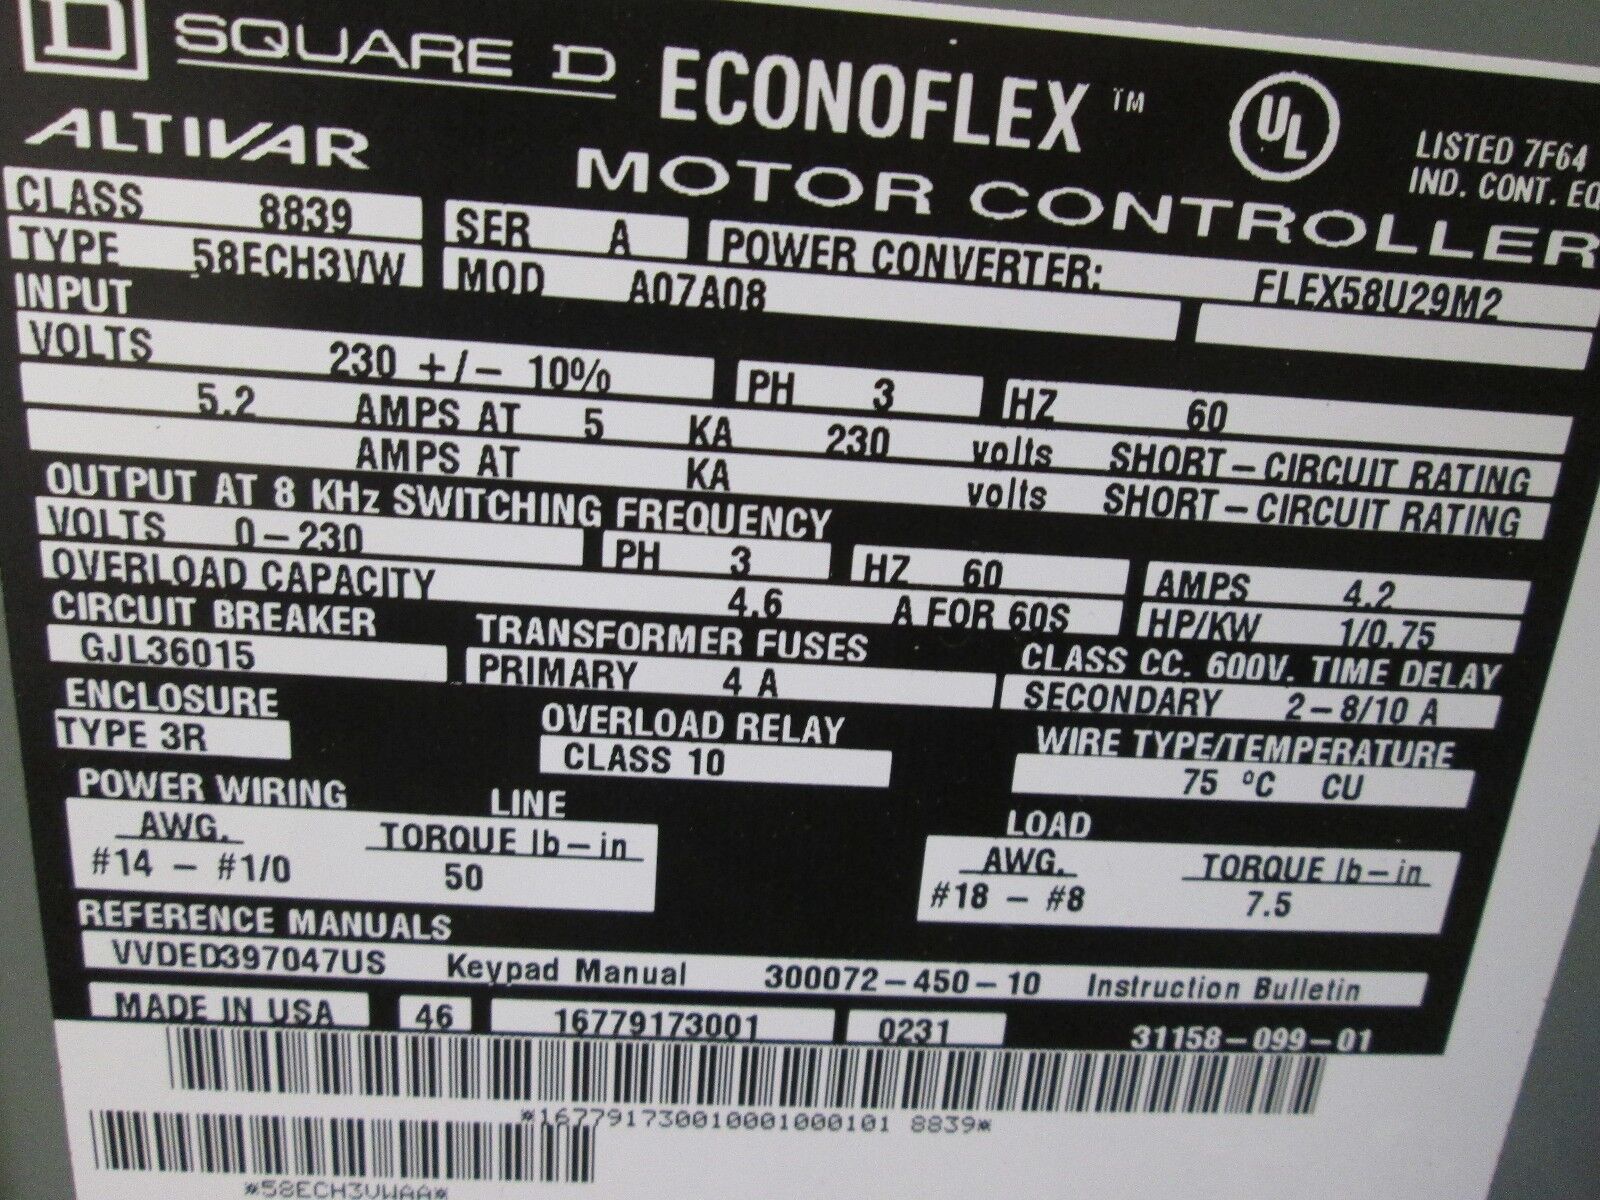 D SQUARE D ECONOFLEX ™ UL LISTED 7F64
ALTIVAR MOTOR CONTROLLER IND. CONT. EQ
CLASS 8839 SER A POWER CONVERTER: FLEX58U29M2
TYPE 58ECH3VW MOD A07A08
INPUT
VOLTS 230 +/- 10% PH 3 HZ 60
5.2 AMPS AT 5 KA 230 volts SHORT-CIRCUIT RATING
AMPS AT KA volts SHORT-CIRCUIT RATING
OUTPUT AT 8 KHz SWITCHING FREQUENCY
VOLTS 0-230 PH 3 HZ 60 AMPS 4.2
OVERLOAD CAPACITY 4.6 A FOR 60S HP/KW 1/0.75
CIRCUIT BREAKER TRANSFORMER FUSES CLASS CC. 600V. TIME DELAY
GJL36015 PRIMARY 4 A SECONDARY 2-8/10 A
ENCLOSURE OVERLOAD RELAY WIRE TYPE/TEMPERATURE
TYPE 3R CLASS 10 75 °C CU
POWER WIRING LINE LOAD
AWG. TORQUE lb-in AWG. TORQUE lb-in
#14 - #1/0 50 #18 - #8 7.5
REFERENCE MANUALS
VVDED397047US Keypad Manual 300072-450-10 Instruction Bulletin
MADE IN USA 46 16779173001 0231 31158-099-01
*167791730010001000101 8839*
*58ECH3VWAA*